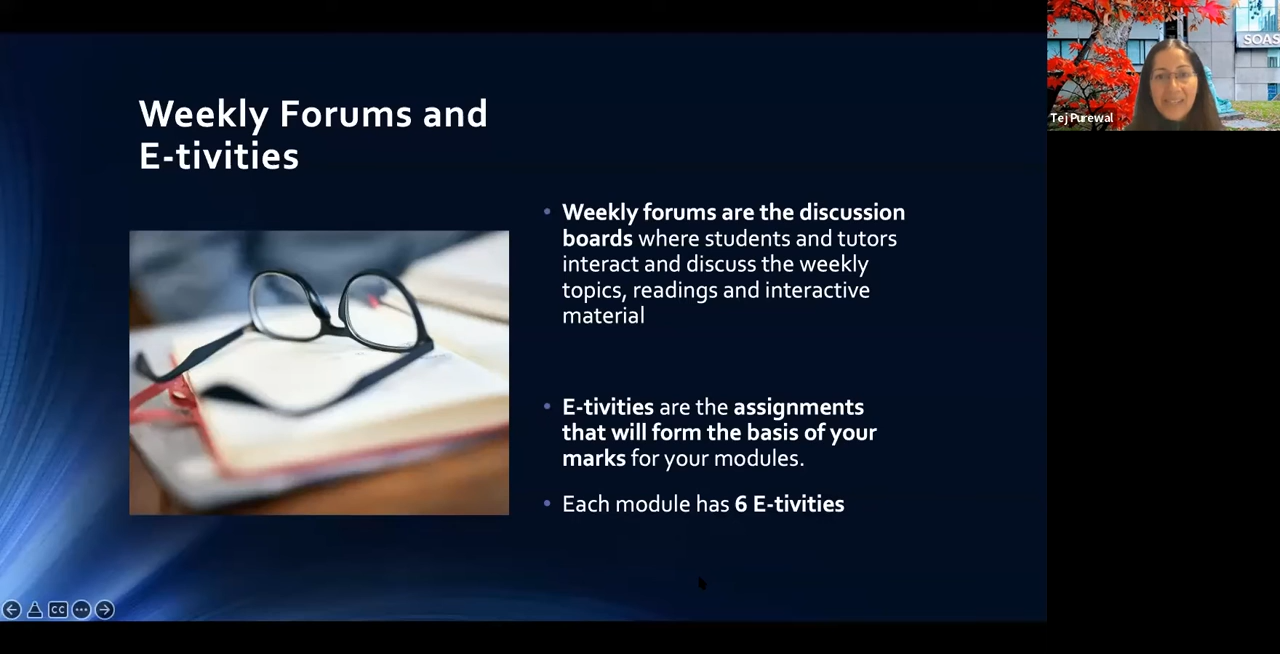 Weekly Forums and
E-tivities
• Weekly forums are the discussion
boards where students and tutors
interact and discuss the weekly
topics, readings and interactive
material
• E-tivities are the assignments
that will form the basis of your
marks for your modules.
• Each module has 6 E-tivities
SOAS
Tej Purewal
CC